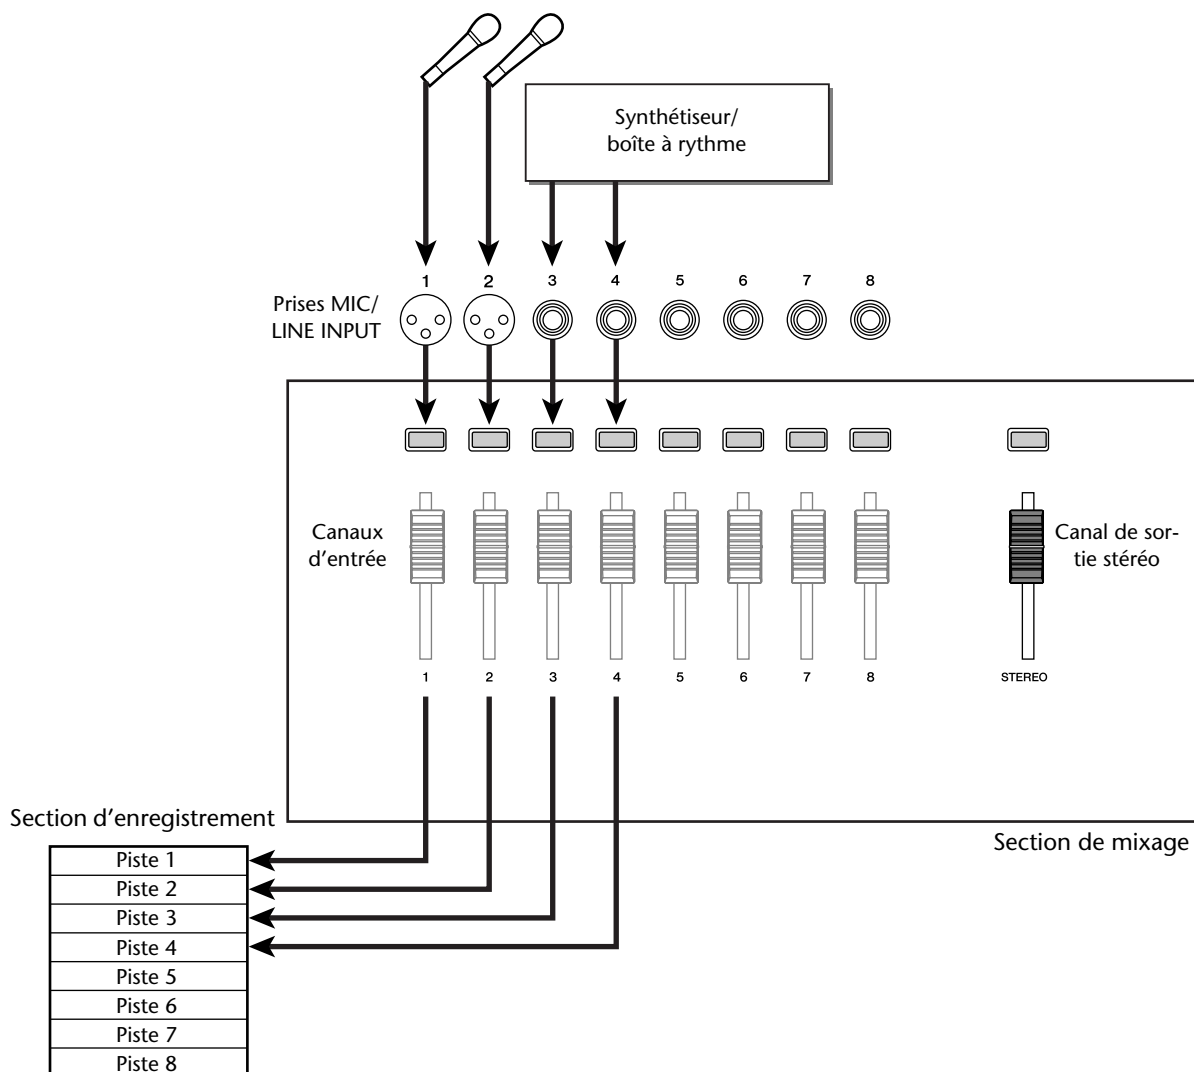 Synthétiseur/
boîte à rythme
1 2 3 4 5 6 7 8
Prises MIC/
LINE INPUT
Canaux
d’entrée
Canal de sor-
tie stéréo
1 2 3 4 5 6 7 8 STEREO
Section d’enregistrement
Section de mixage
Piste 1
Piste 2
Piste 3
Piste 4
Piste 5
Piste 6
Piste 7
Piste 8